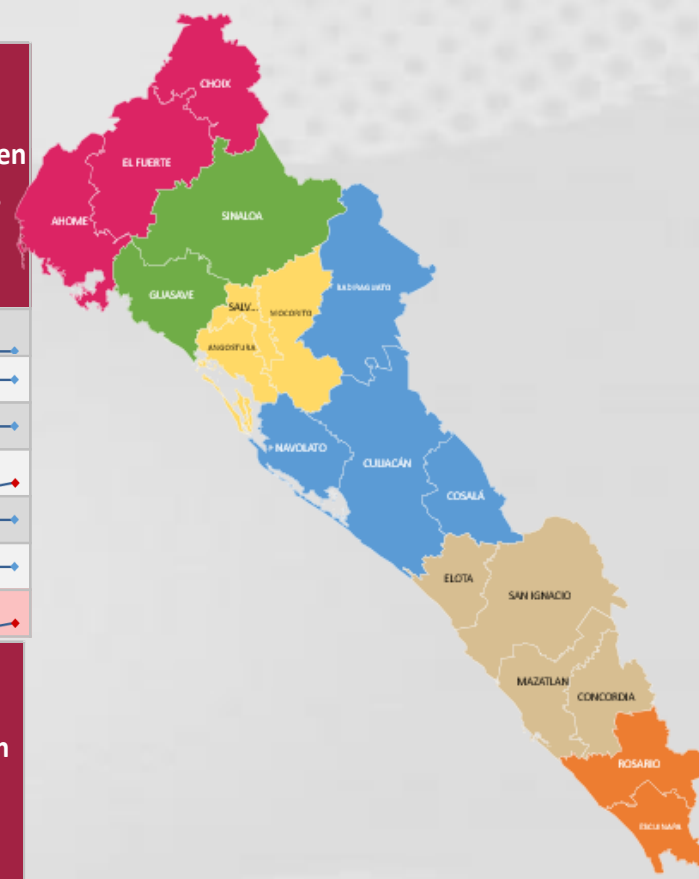 CHOIX
en
EL FUERTE
SINALOA
AHOME
BADIRAGUATO
GUASAVE
SALV...
MOCORITO
ANGOSTURA
NAVOLATO
CULIACÁN
COSALÁ
ELOTA
SAN IGNACIO
MAZATLAN
CONCORDIA
n
ROSARIO
ESCUINAPA